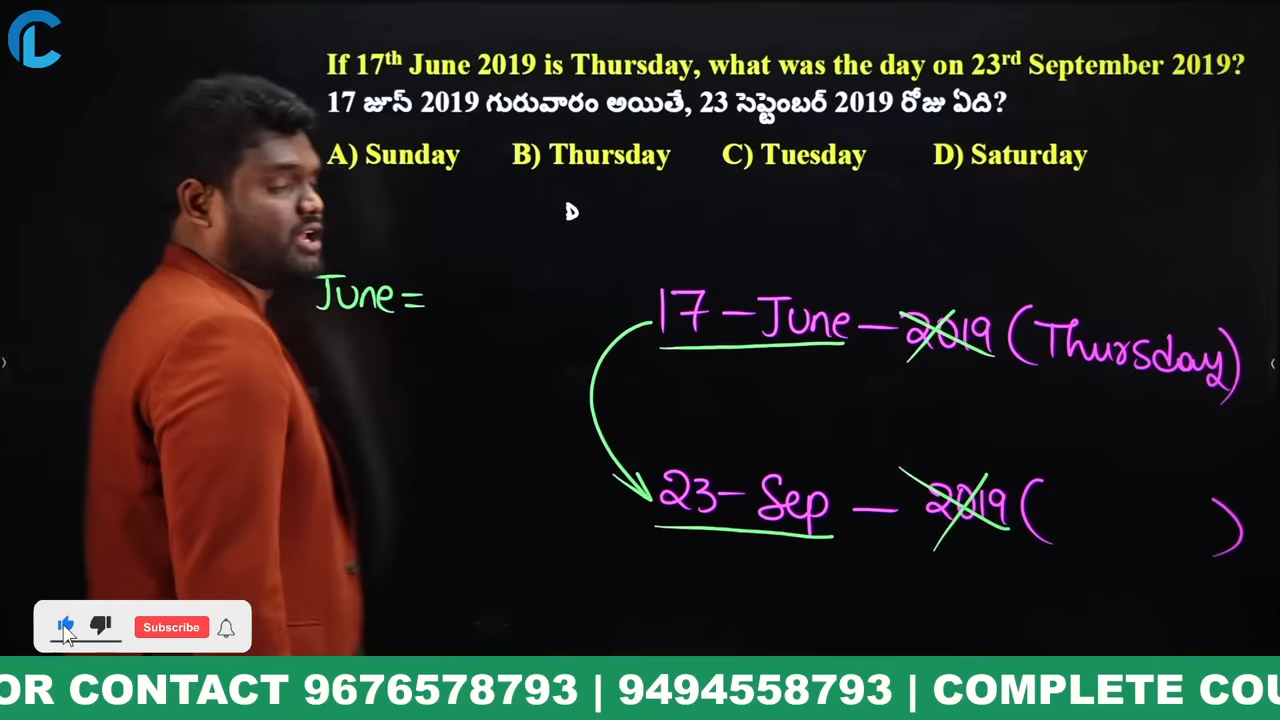 If 17th June 2019 is Thursday, what was the day on 23rd September 2019?
17 జూన్ 2019 గురువారం అయితే, 23 సెప్టెంబర్ 2019 రోజు ఏది?
A) Sunday B) Thursday C) Tuesday D) Saturday
D
June =
17 - June - 2019 (Thursday)
23 - Sep - 2019 ( )
Subscribe
OR CONTACT 9676578793 | 9494558793 | COMPLETE COU